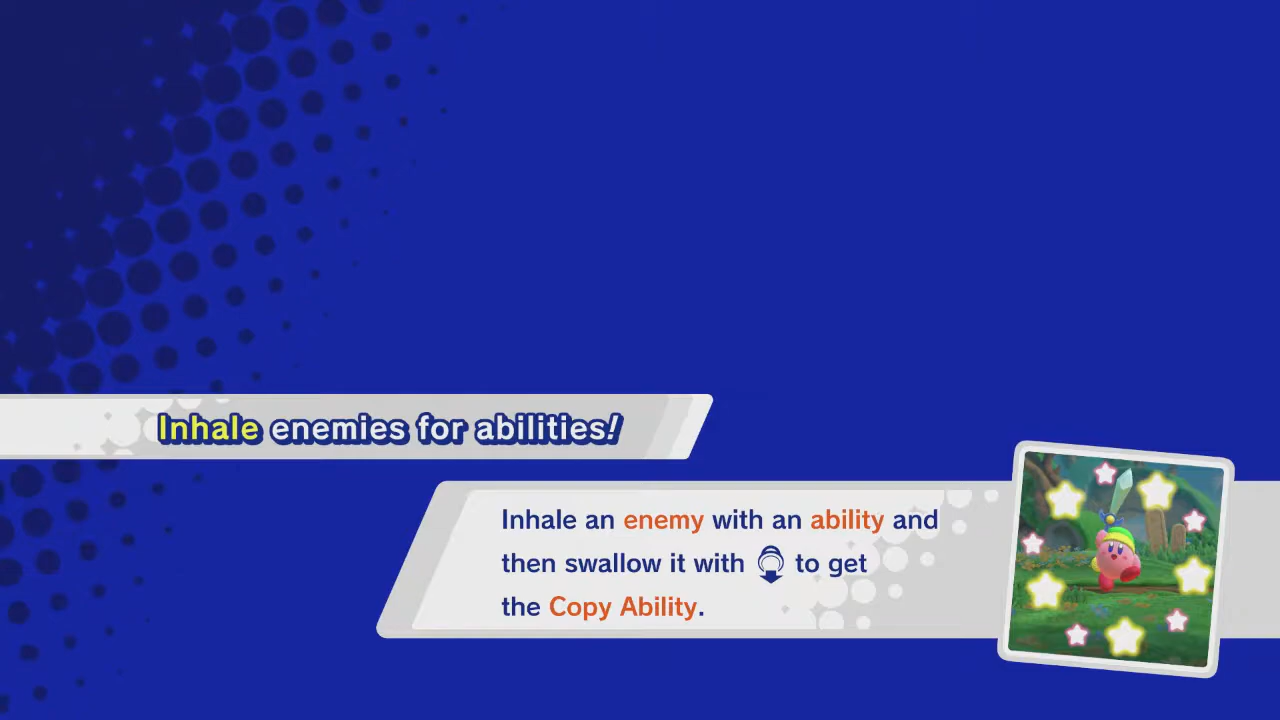 Inhale enemies for abilities!
Inhale an enemy with an ability and
then swallow it with to get
the Copy Ability.